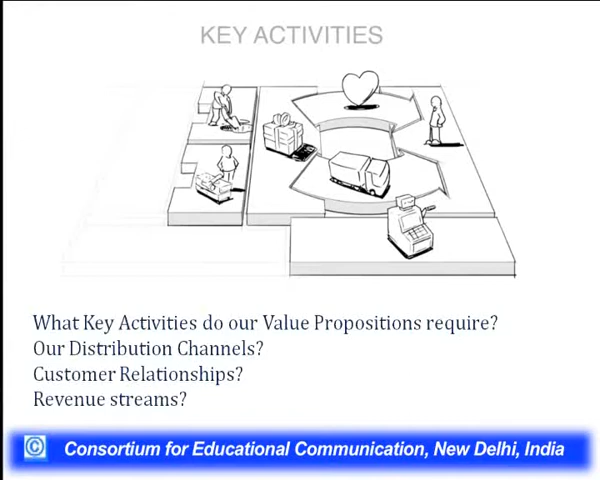 KEY ACTIVITIES
What Key Activities do our Value Propositions require?
Our Distribution Channels?
Customer Relationships?
Revenue streams?
© Consortium for Educational Communication, New Delhi, India